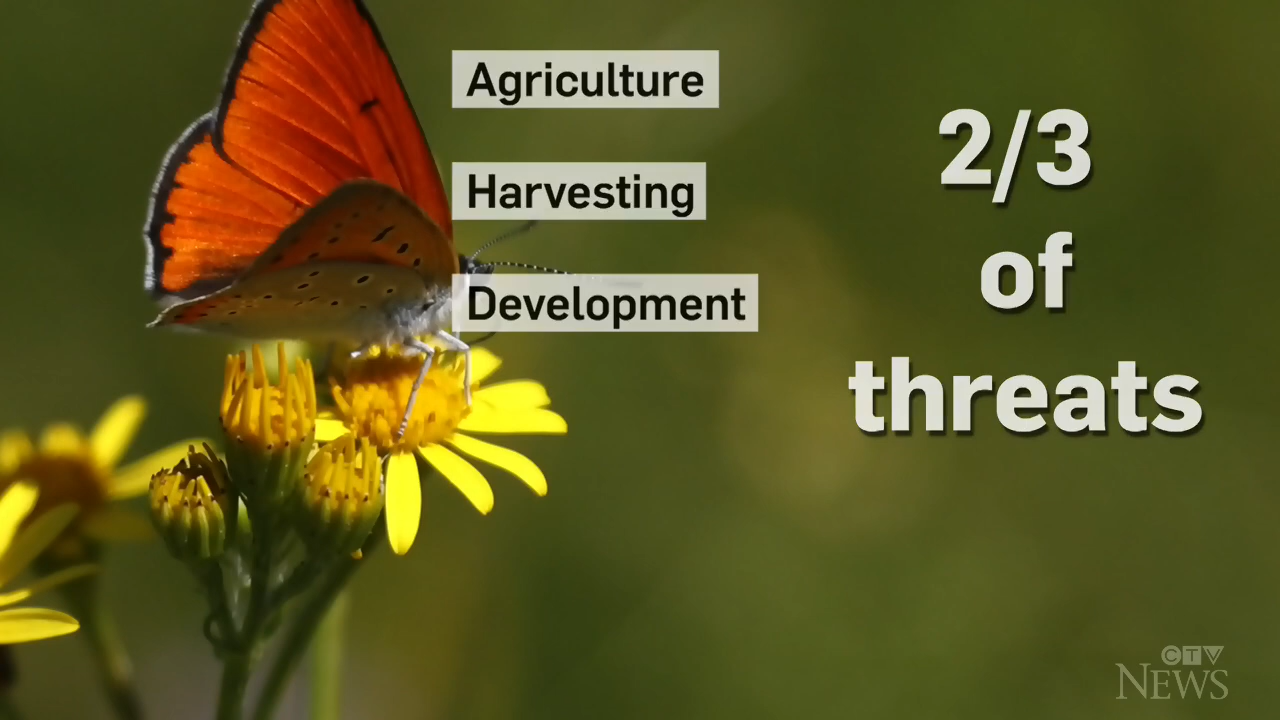 Agriculture
Harvesting
Development
2/3
of
threats
CTV
NEWS